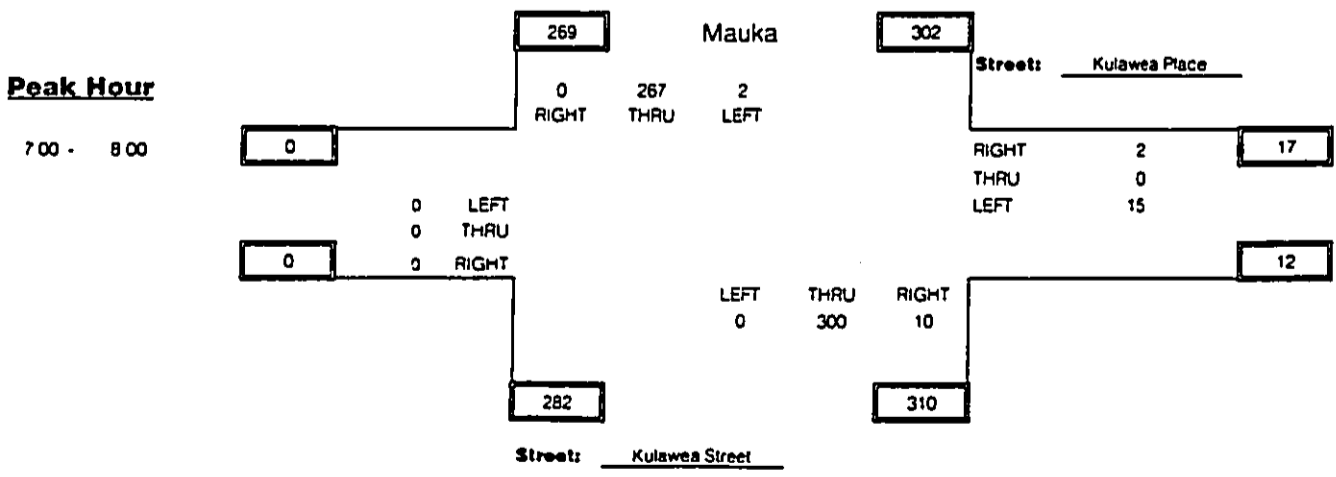 269 Mauka 302
Street: Kulawea Place
Peak Hour
0 267 2
RIGHT THRU LEFT
7 00 - 8 00
0
RIGHT 2 17
THRU 0
LEFT 15
0 LEFT
0 THRU
0 0 RIGHT
12
LEFT THRU RIGHT
0 300 10
282 310
Street: Kulawea Street